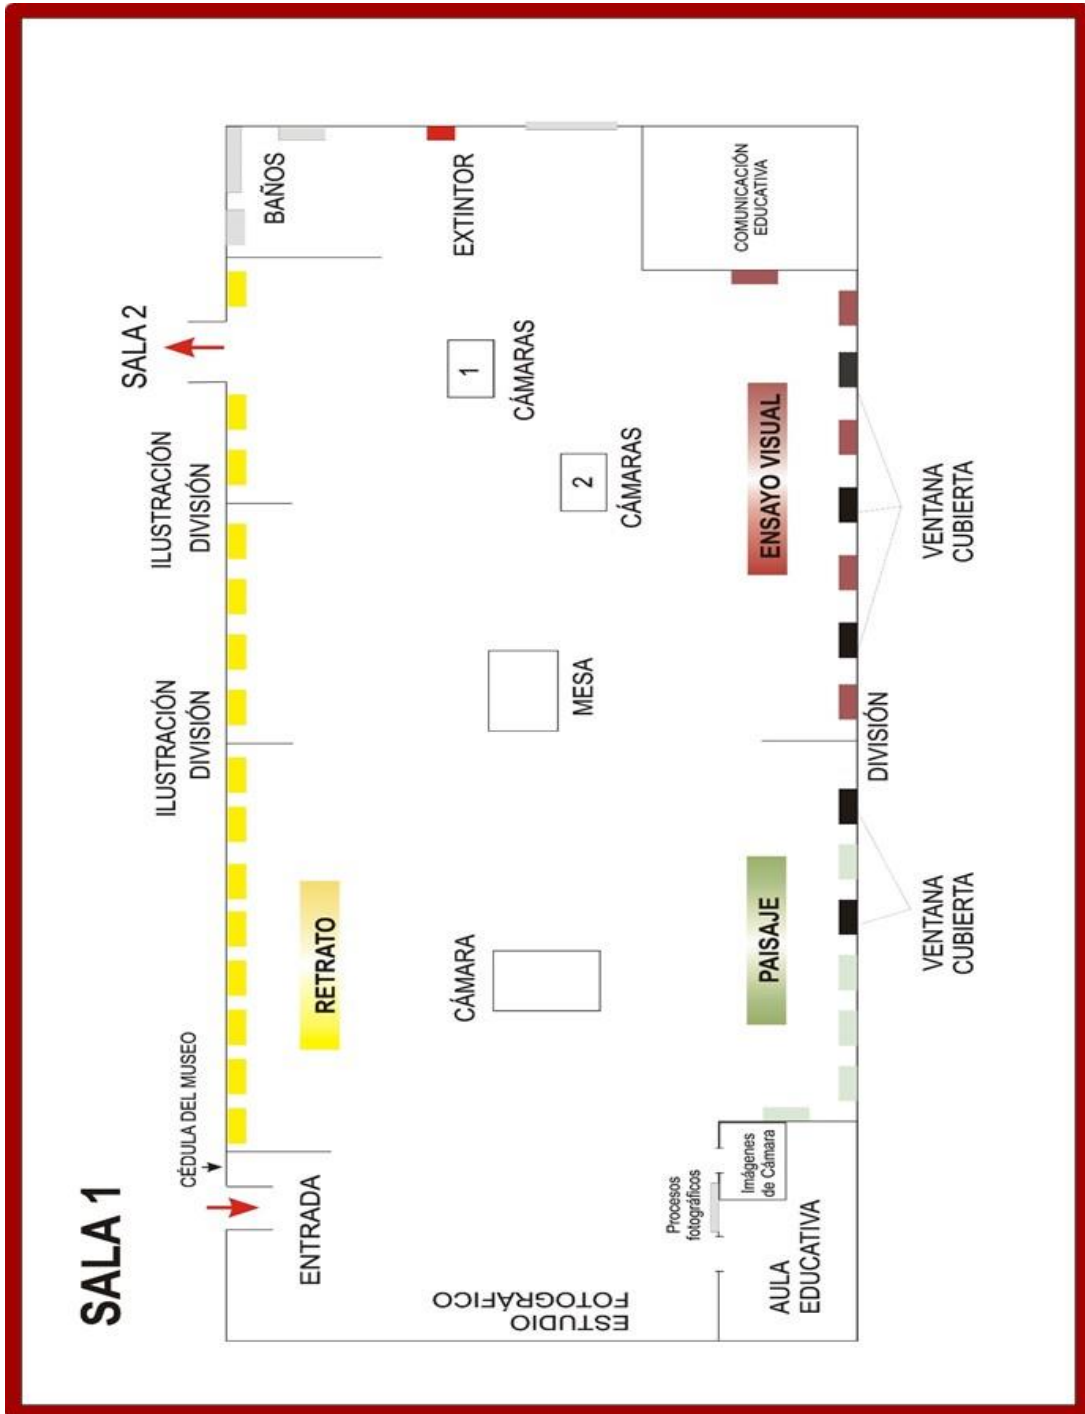 SALA 1
CÉDULA DEL MUSEO
ILUSTRACIÓN
DIVISIÓN
ILUSTRACIÓN
DIVISIÓN
SALA 2
ENTRADA
RETRATO
BAÑOS
ESTUDIO
FOTOGRÁFICO
CÁMARA
MESA
2
CÁMARAS
1
CÁMARAS
EXTINTOR
Procesos
fotográficos
Imágenes
de Cámara
AULA
EDUCATIVA
PAISAJE
ENSAYO VISUAL
COMUNICACIÓN
EDUCATIVA
DIVISIÓN
VENTANA
CUBIERTA
VENTANA
CUBIERTA